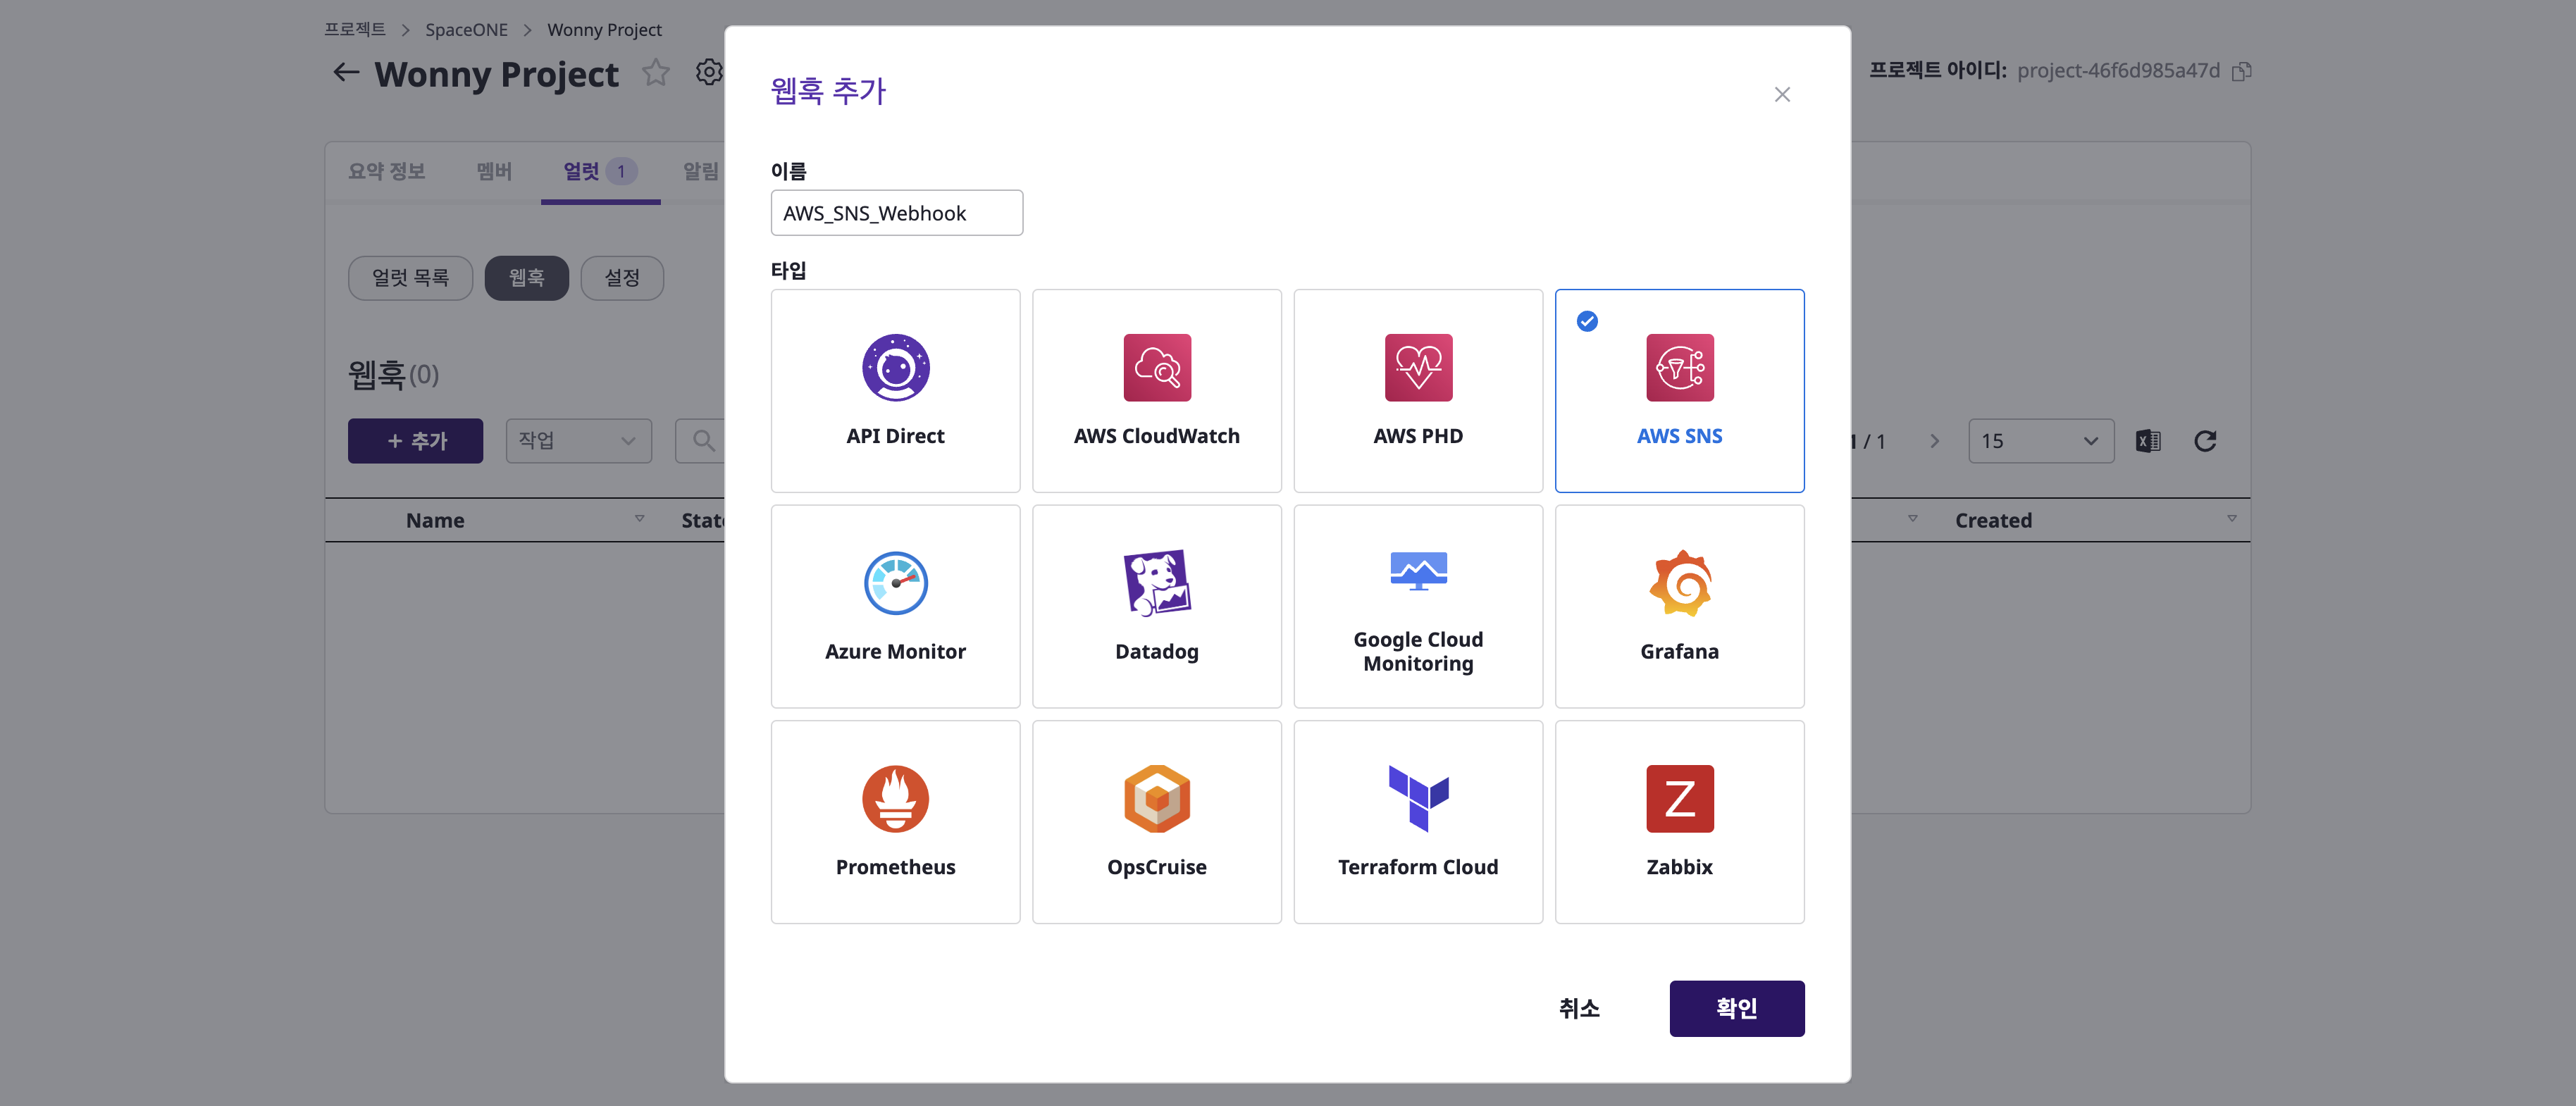 프로젝트 > SpaceONE > Wonny Project
Wonny Project
프로젝트 아이디: project-46f6d985a47d
요약 정보 멤버 얼럿 1 알림
얼럿 목록 웹훅 설정
웹훅(0)
+ 추가 작업
/ 1 15
Name
Created
웹훅 추가
이름
AWS_SNS_Webhook
타입
API Direct
AWS CloudWatch
AWS PHD
AWS SNS
Azure Monitor
Datadog
Google Cloud
Monitoring
Grafana
Prometheus
OpsCruise
Terraform Cloud
Z
Zabbix
취소 확인